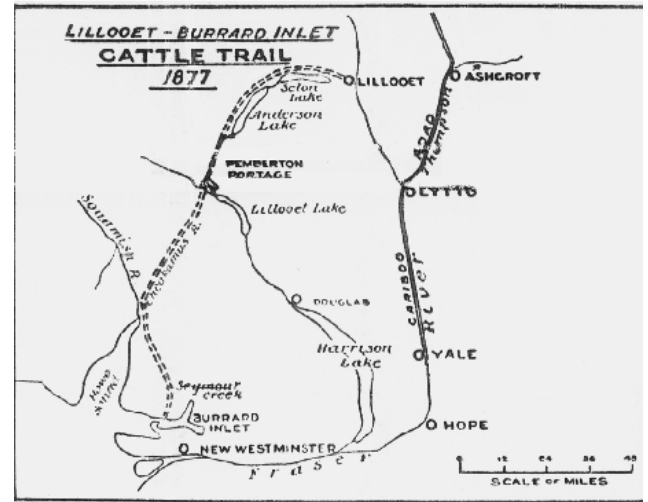 LILLOOET - BURRARD INLET
CATTLE TRAIL
1877
LILLOOET
ASHGROFT
Seton
Lake
Anderson
Lake
ROAD
Thompson
PEMBERTON
PORTAGE
LYTTO
Lillooet Lake
Squamish R.
Cheakamus R.
DOUGLAS
CARIBOO
River
Harrison
Lake
YALE
Howe
Sound
Seymour
creek
BURRARD
INLET
HOPE
NEW WESTMINSTER
Fraser
0 12 24 36 48
SCALE OF MILES